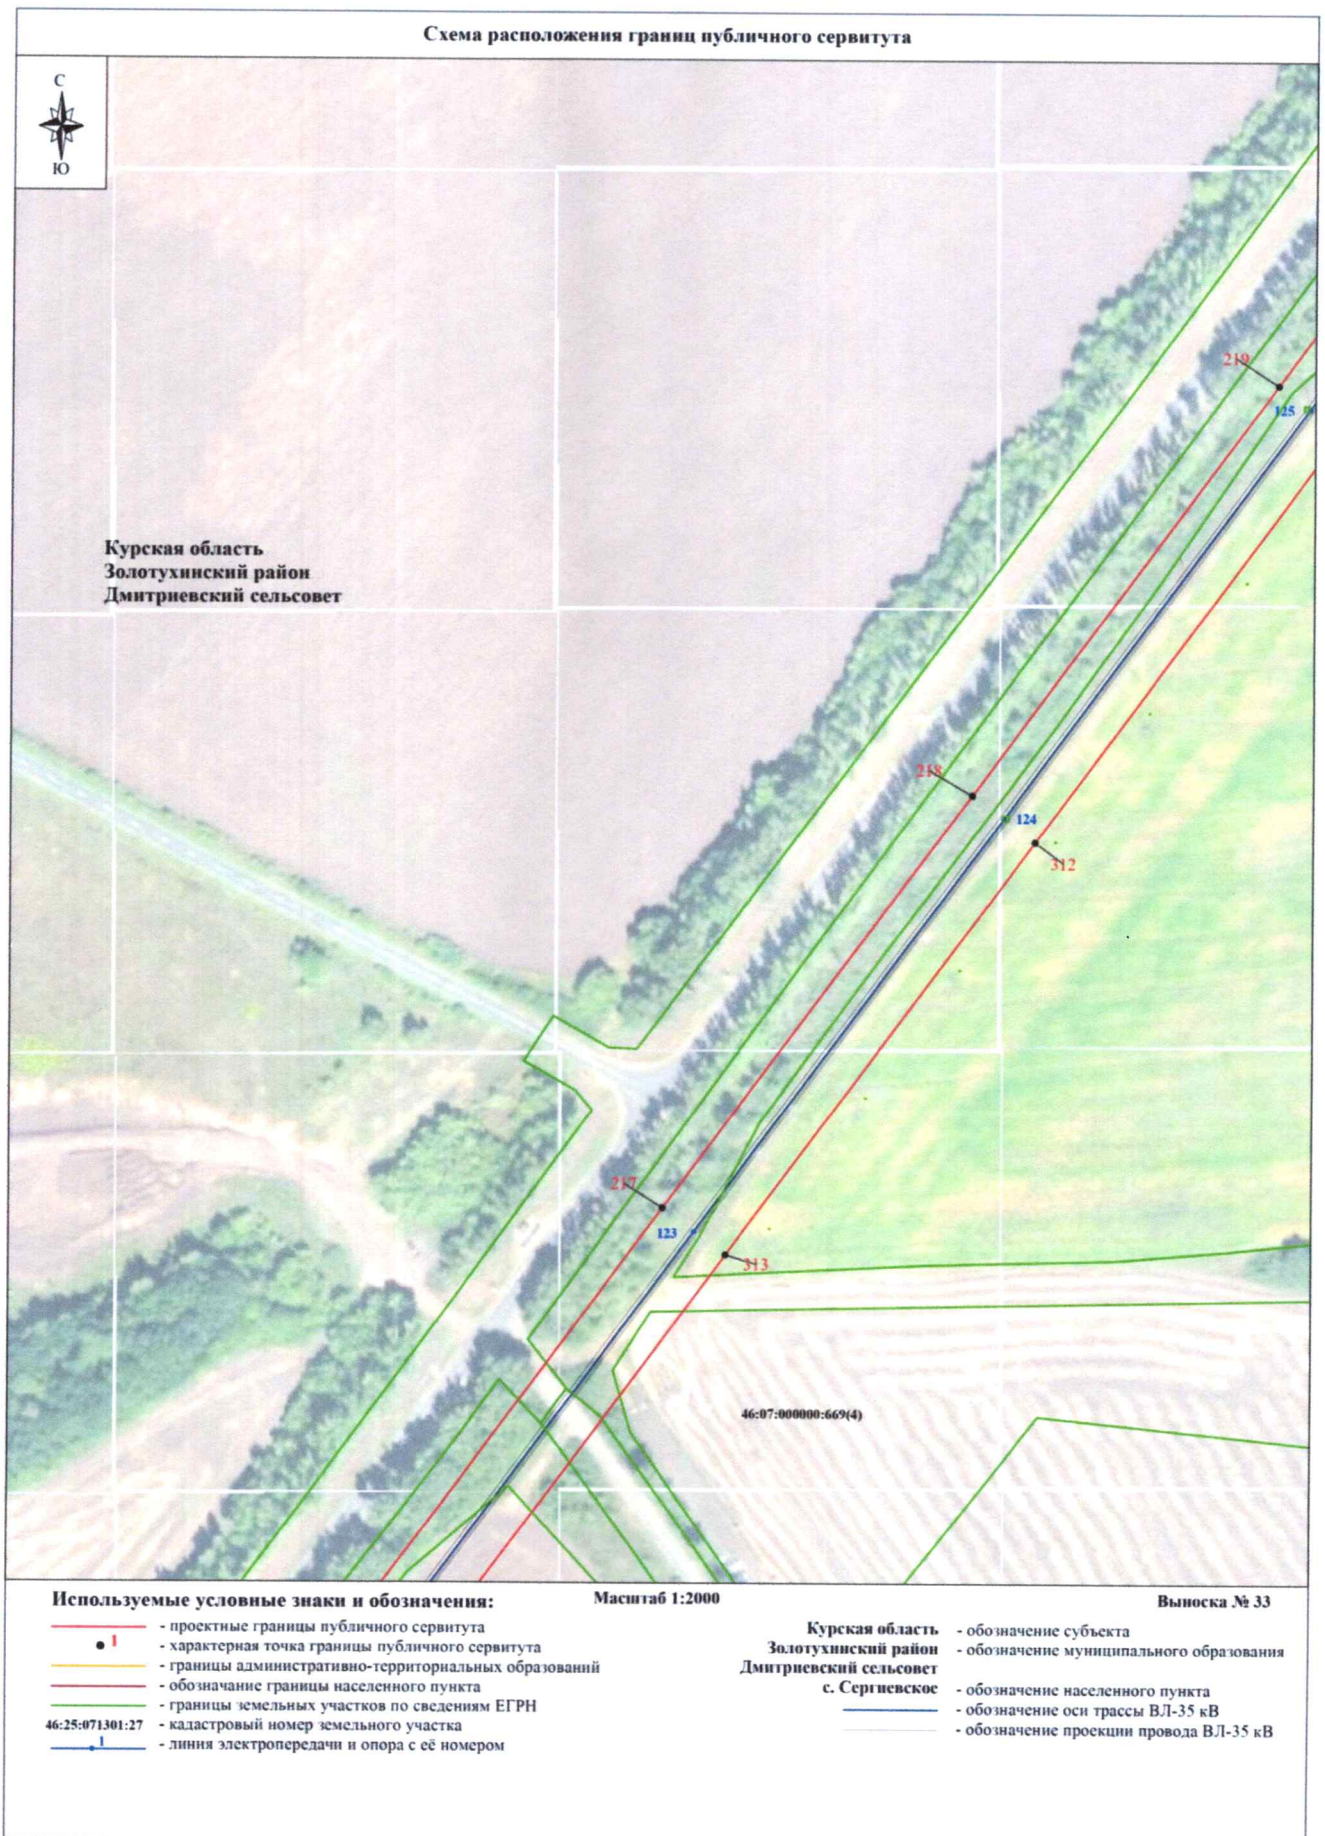 Схема расположения границ публичного сервитута
С
Ю
219
125
Курская область
Золотухинский район
Дмитриевский сельсовет
218
124
312
217
123
313
46:07:000000:669(4)
Используемые условные знаки и обозначения:
Масштаб 1:2000
Выноска № 33
- проектные границы публичного сервитута
1 - характерная точка границы публичного сервитута
- границы административно-территориальных образований
- обозначание границы населенного пункта
- границы земельных участков по сведениям ЕГРН
46:25:071301:27 - кадастровый номер земельного участка
1 - линия электропередачи и опора с её номером
Курская область - обозначение субъекта
Золотухинский район - обозначение муниципального образования
Дмитриевский сельсовет
с. Сергиевское - обозначение населенного пункта
- обозначение оси трассы ВЛ-35 кВ
- обозначение проекции провода ВЛ-35 кВ